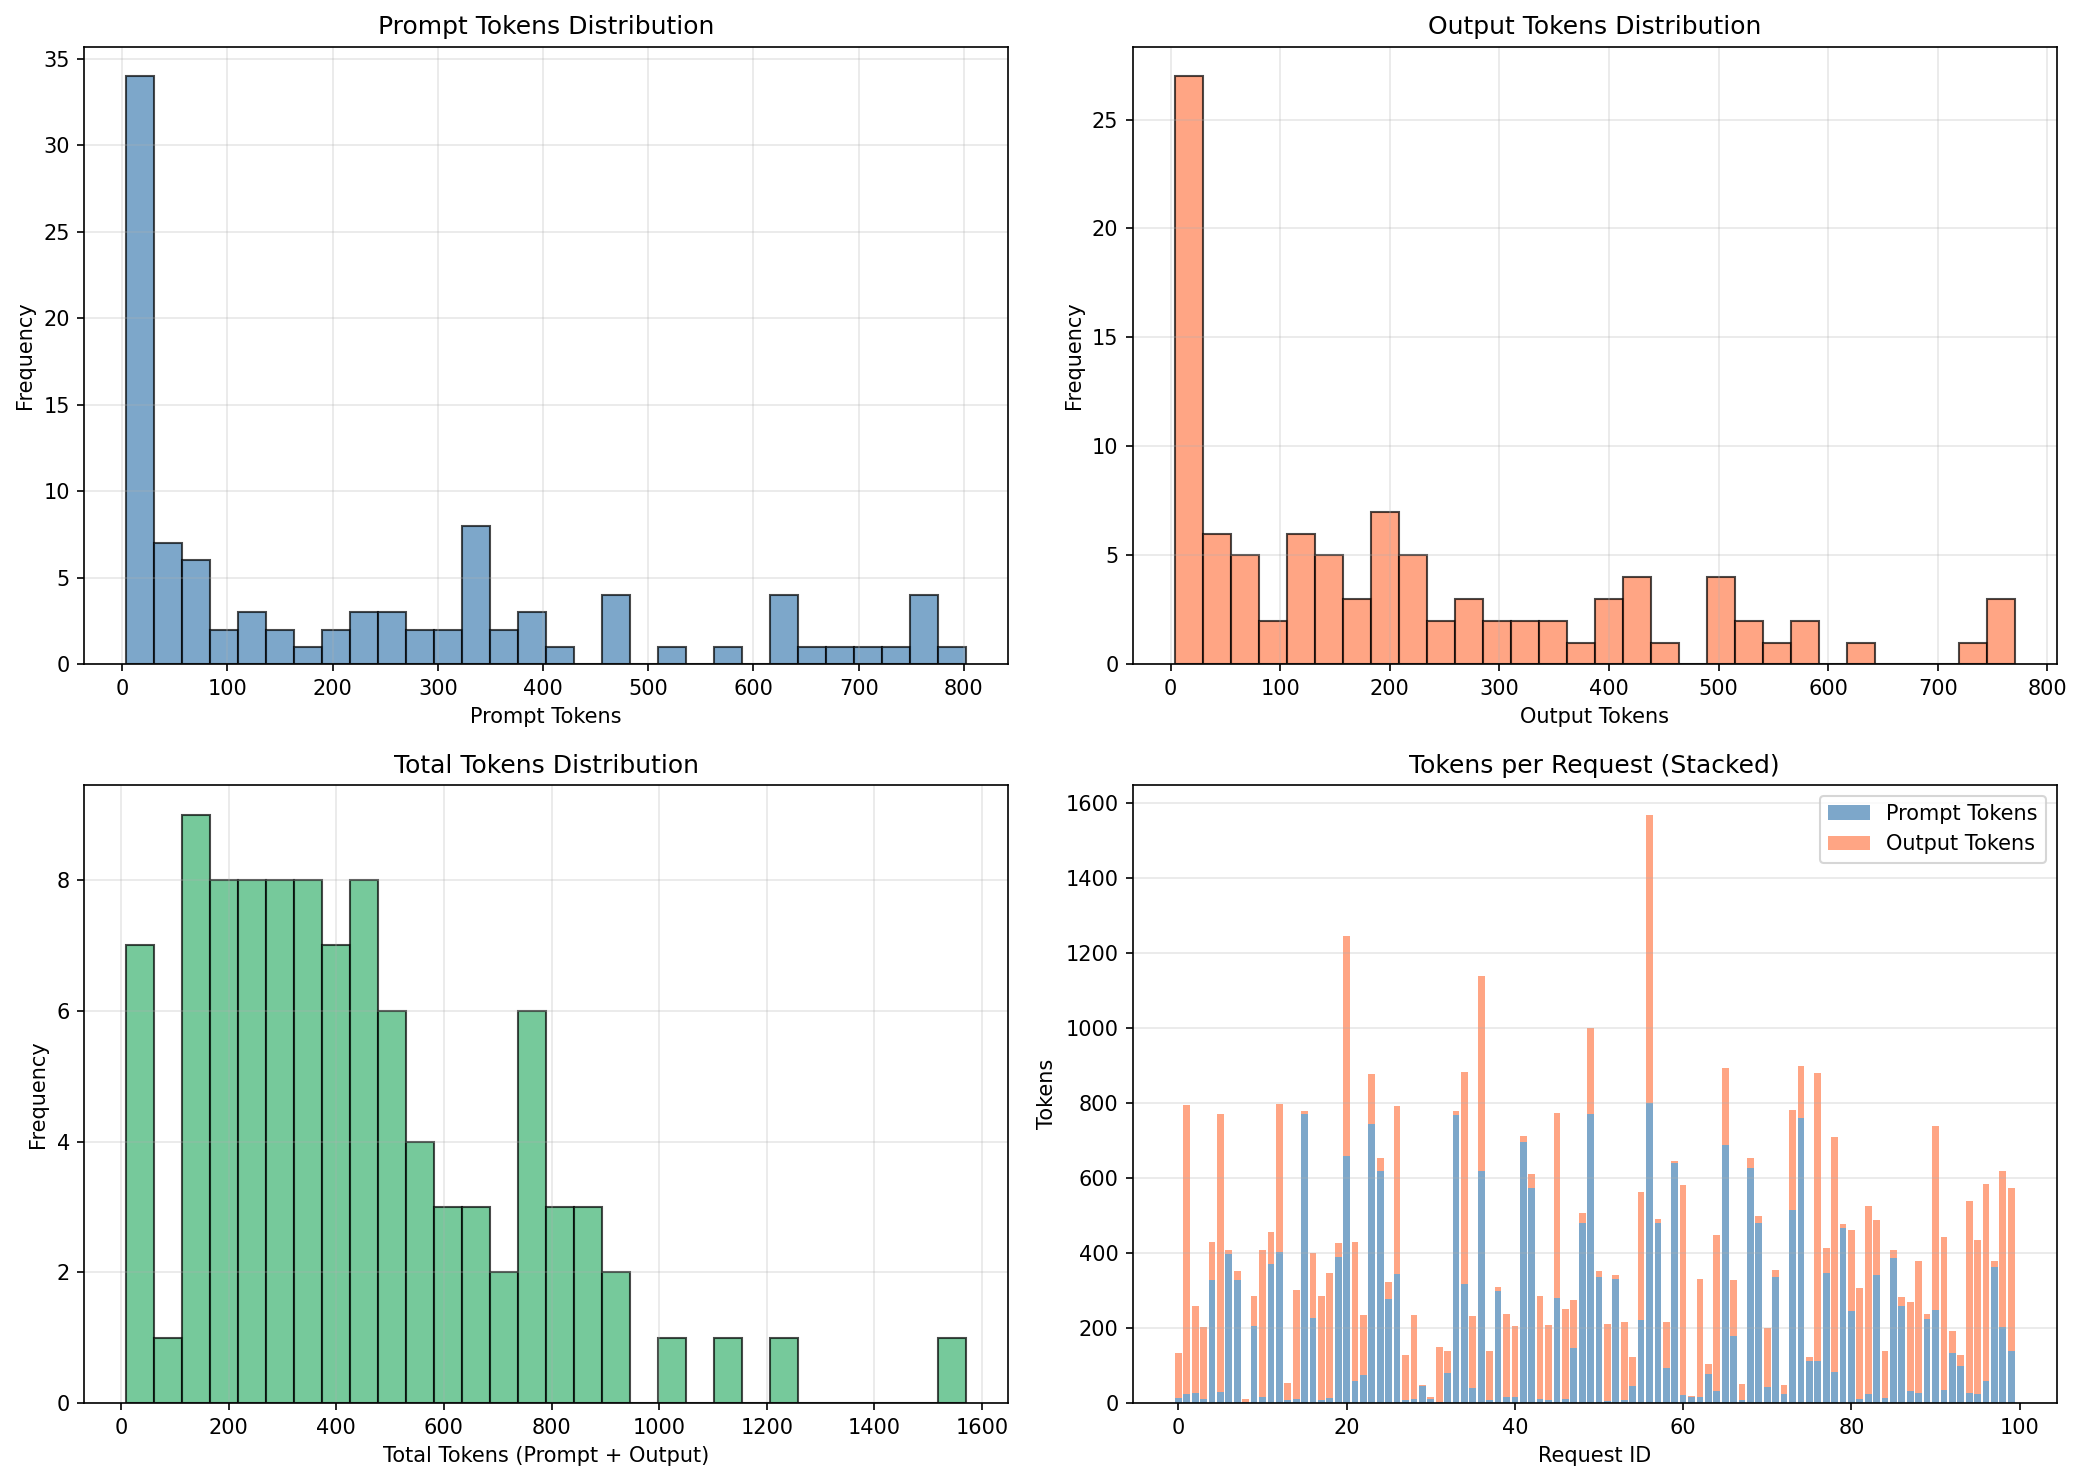 Prompt Tokens Distribution
Frequency
35
30
25
20
15
10
5
0
0 100 200 300 400 500 600 700 800
Prompt Tokens
Output Tokens Distribution
Frequency
25
20
15
10
5
0
0 100 200 300 400 500 600 700 800
Output Tokens
Total Tokens Distribution
Frequency
8
6
4
2
0
0 200 400 600 800 1000 1200 1400 1600
Total Tokens (Prompt + Output)
Tokens per Request (Stacked)
Prompt Tokens
Output Tokens
Tokens
1600
1400
1200
1000
800
600
400
200
0
0 20 40 60 80 100
Request ID